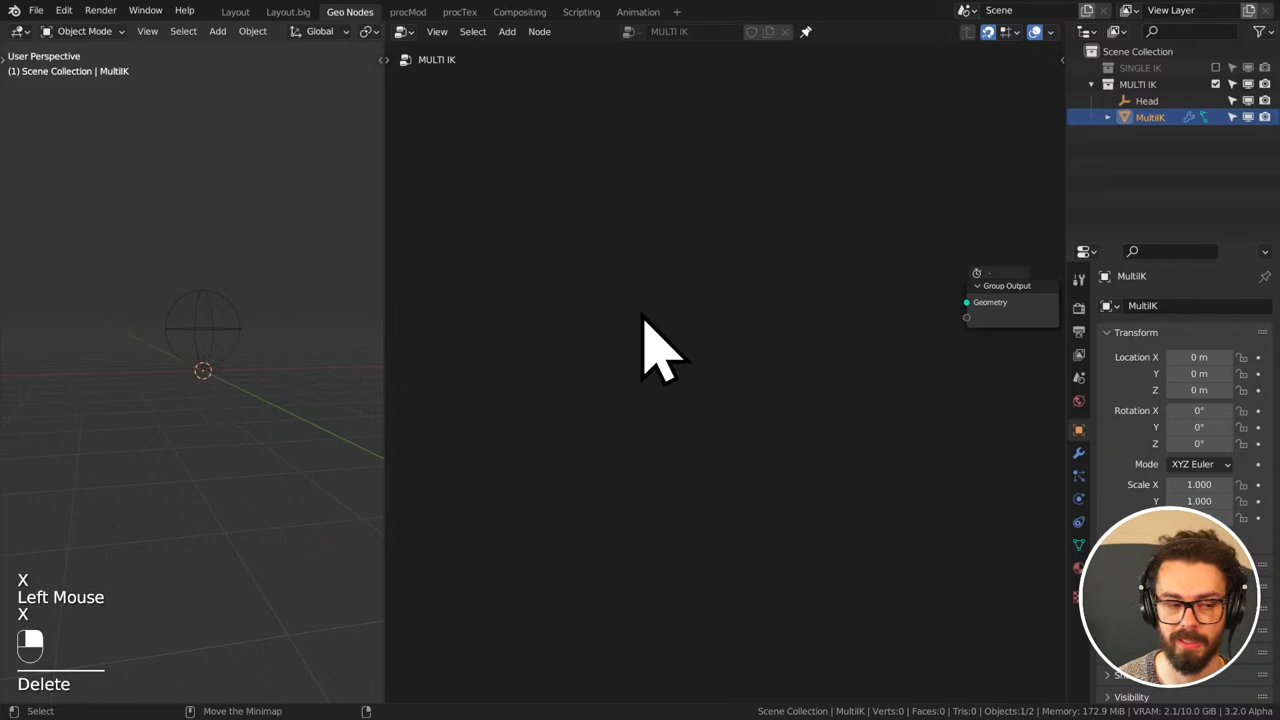 File Edit Render Window Help Layout Layout.big Geo Nodes procMod procTex Compositing Scripting Animation + Scene View Layer
Object Mode View Select Add Object Global View Select Add Node MULTI IK
User Perspective
(1) Scene Collection | MultiIK
MULTI IK
Scene Collection
SINGLE IK
MULTI IK
Head
MultiIK
-
Group Output
Geometry
MultiIK
MultiIK
Transform
Location X 0 m
Y 0 m
Z 0 m
Rotation X 0°
Y 0°
Z 0°
Mode XYZ Euler
Scale X 1.000
Y 1.000
Visibility
X
Left Mouse
X
Delete
Select Move the Minimap Scene Collection | MultiIK | Verts:0 | Faces:0 | Tris:0 | Objects:1/2 | Memory: 172.9 MiB | VRAM: 2.1/10.0 GiB | 3.2.0 Alpha